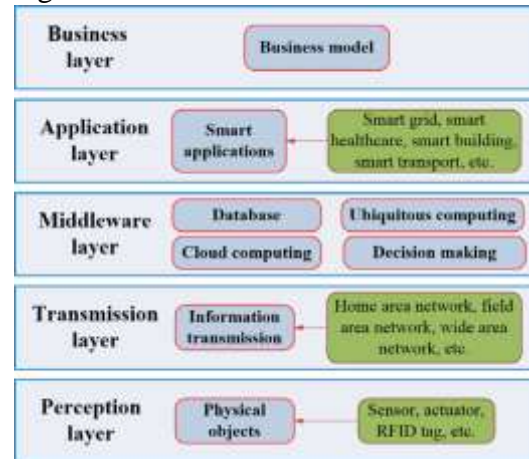 Business
layer
Business model
Application
layer
Smart
applications
Smart grid, smart
healthcare, smart building,
smart transport, etc.
Middleware
layer
Database
Ubiquitous computing
Cloud computing
Decision making
Transmission
layer
Information
transmission
Home area network, field
area network, wide area
network, etc.
Perception
layer
Physical
objects
Sensor, actuator,
RFID tag, etc.